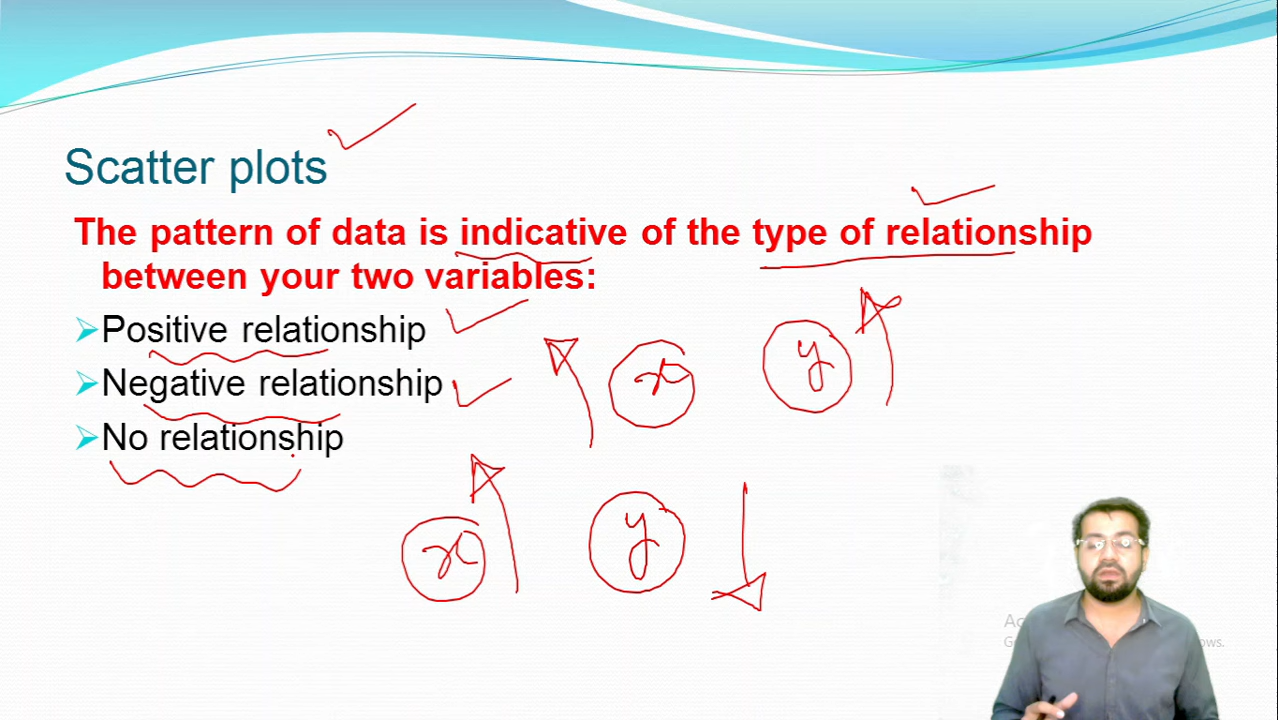 Scatter plots
The pattern of data is indicative of the type of relationship
between your two variables:
Positive relationship
Negative relationship
No relationship
x y
x y